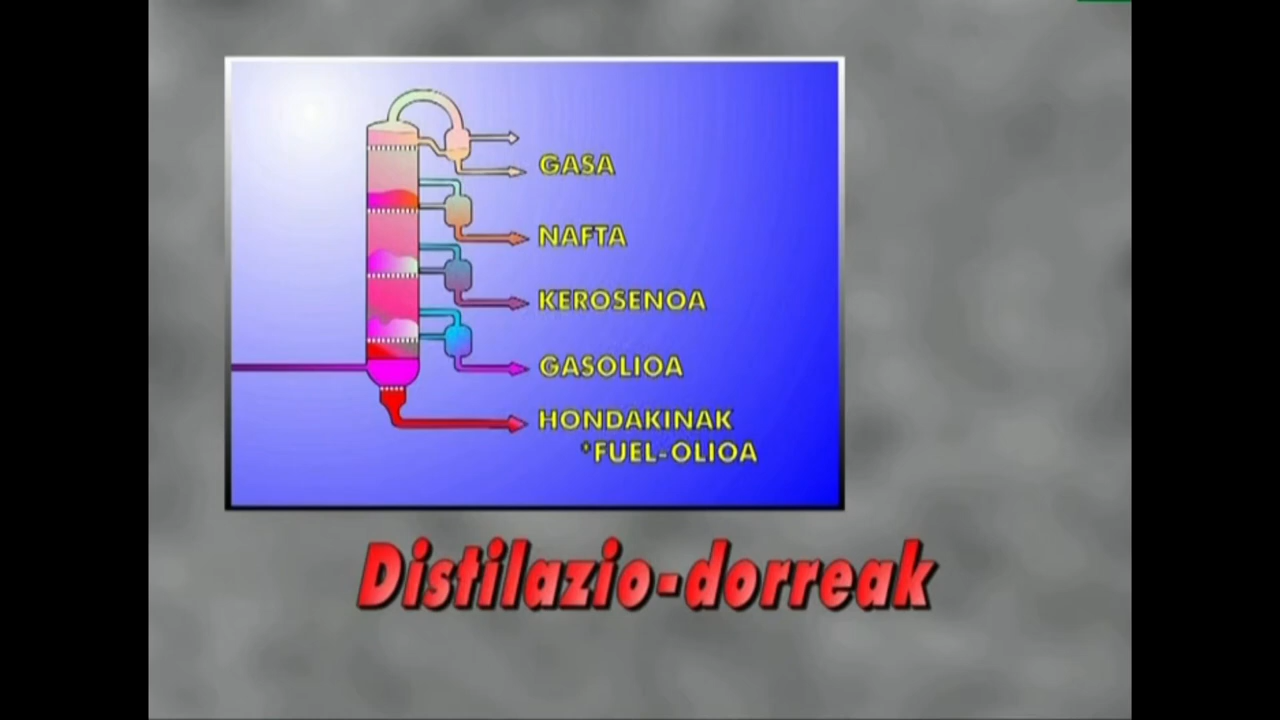 GASA
NAFTA
KEROSENOA
GASOLIOA
HONDAKINAK
*FUEL-OLIOA
Distilazio-dorreak